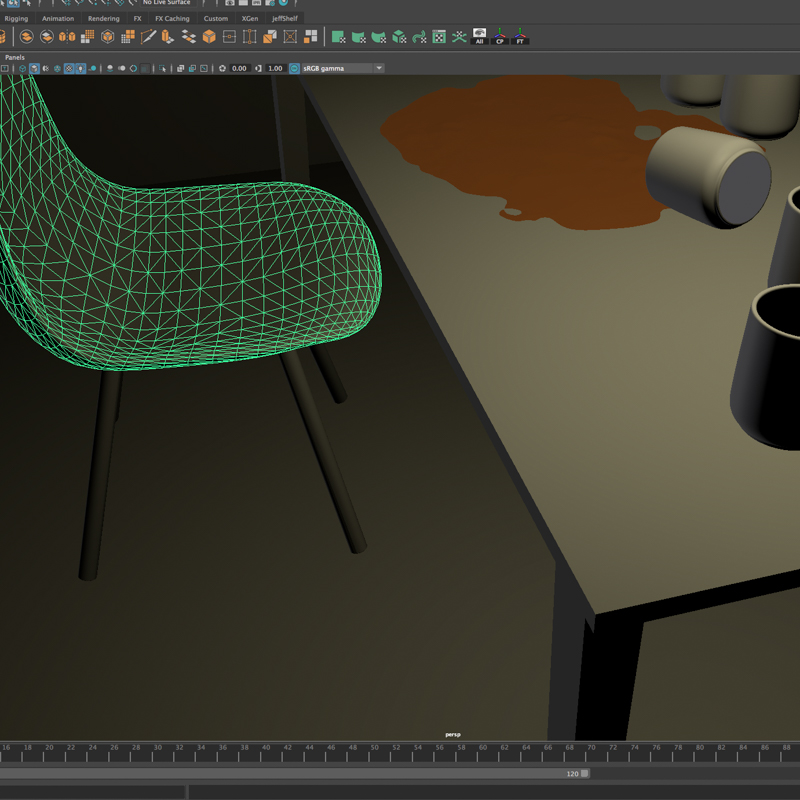 No Live Surface
Rigging Animation Rendering FX FX Caching Custom XGen jeffShelf
All CP FT
Panels
0.00 1.00 sRGB gamma
persp
16 18 20 22 24 26 28 30 32 34 36 38 40 42 44 46 48 50 52 54 56 58 60 62 64 66 68 70 72 74 76 78 80 82 84 86 88
120